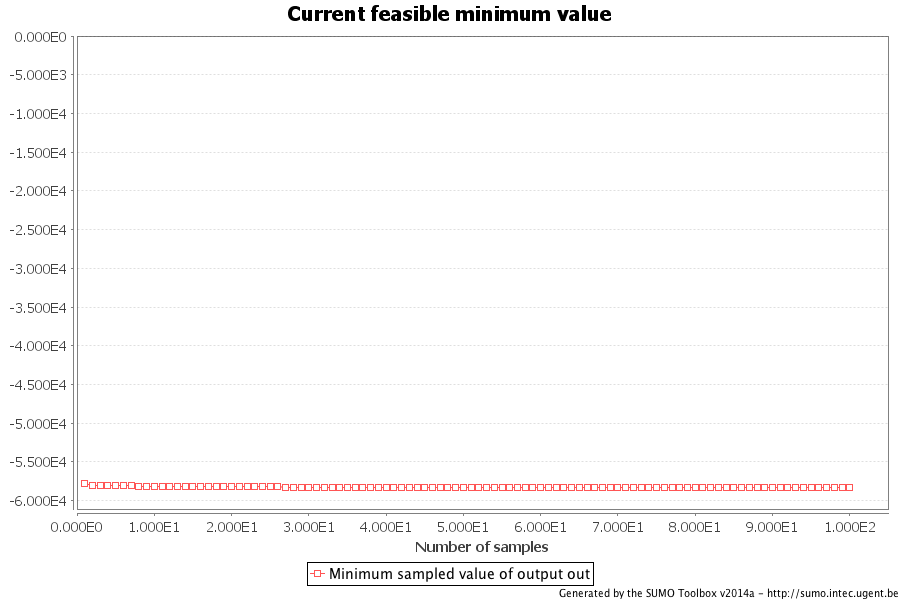 Current feasible minimum value
0.000E0
-5.000E3
-1.000E4
-1.500E4
-2.000E4
-2.500E4
-3.000E4
-3.500E4
-4.000E4
-4.500E4
-5.000E4
-5.500E4
-6.000E4
0.000E0 1.000E1 2.000E1 3.000E1 4.000E1 5.000E1 6.000E1 7.000E1 8.000E1 9.000E1 1.000E2
Number of samples
Minimum sampled value of output out
Generated by the SUMO Toolbox v2014a - http://sumo.intec.ugent.be